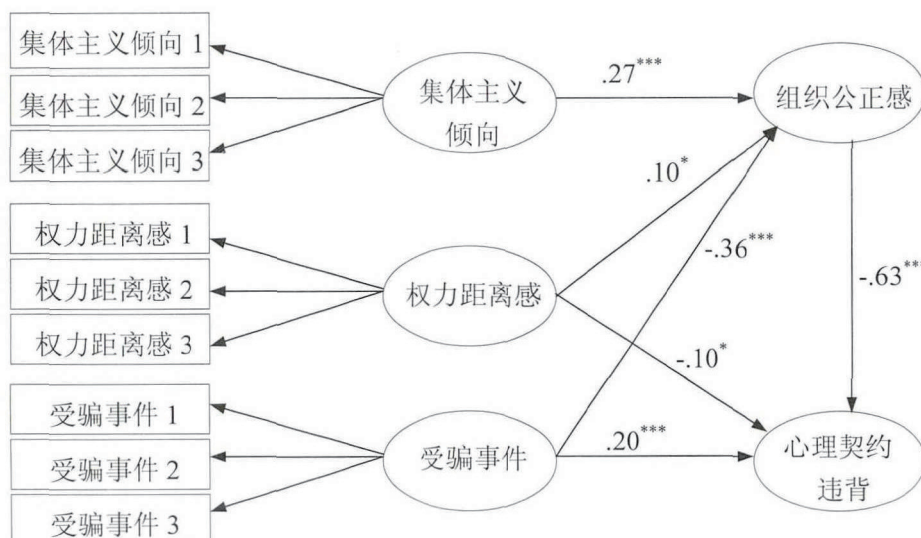 集体主义倾向 1
集体主义倾向 2
集体主义倾向 3
集体主义
倾向
.27***
组织公正感
.10*
-.36***
-.63***
权力距离感 1
权力距离感 2
权力距离感 3
权力距离感
-.10*
受骗事件 1
受骗事件 2
受骗事件 3
受骗事件
.20***
心理契约
违背